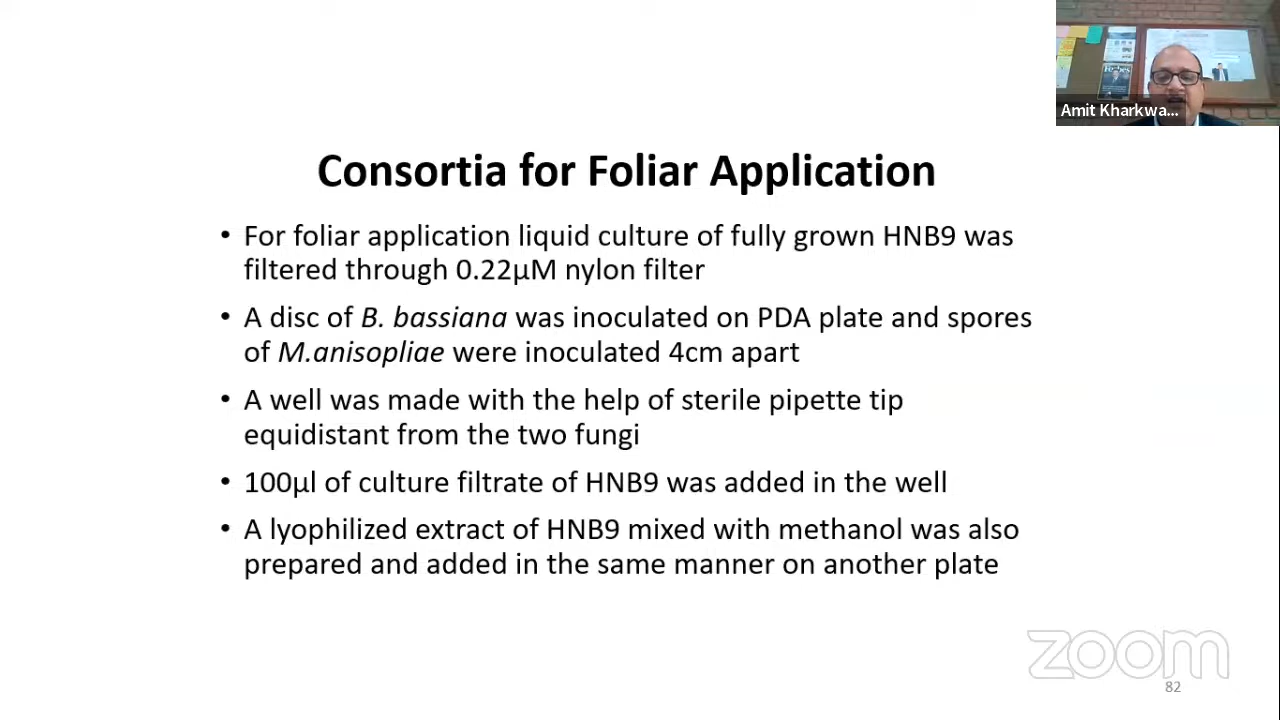 Amit Kharkwa...
Consortia for Foliar Application
• For foliar application liquid culture of fully grown HNB9 was
filtered through 0.22µM nylon filter
• A disc of B. bassiana was inoculated on PDA plate and spores
of M.anisopliae were inoculated 4cm apart
• A well was made with the help of sterile pipette tip
equidistant from the two fungi
• 100µl of culture filtrate of HNB9 was added in the well
• A lyophilized extract of HNB9 mixed with methanol was also
prepared and added in the same manner on another plate
zoom
82